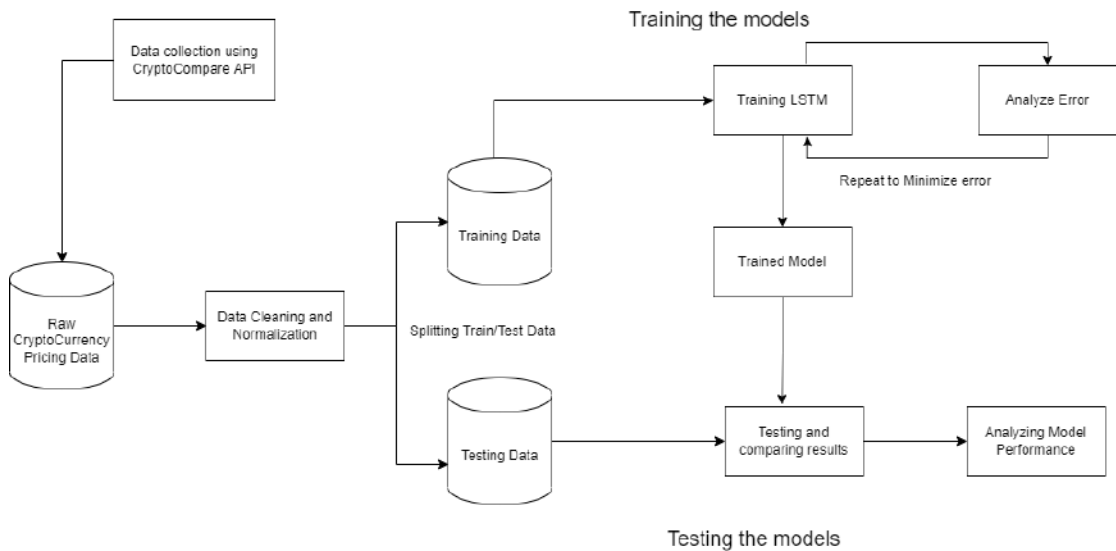 Training the models
Data collection using
CryptoCompare API
Training LSTM
Analyze Error
Repeat to Minimize error
Training Data
Trained Model
Raw
CryptoCurrency
Pricing Data
Data Cleaning and
Normalization
Splitting Train/Test Data
Testing Data
Testing and
comparing results
Analyzing Model
Performance
Testing the models